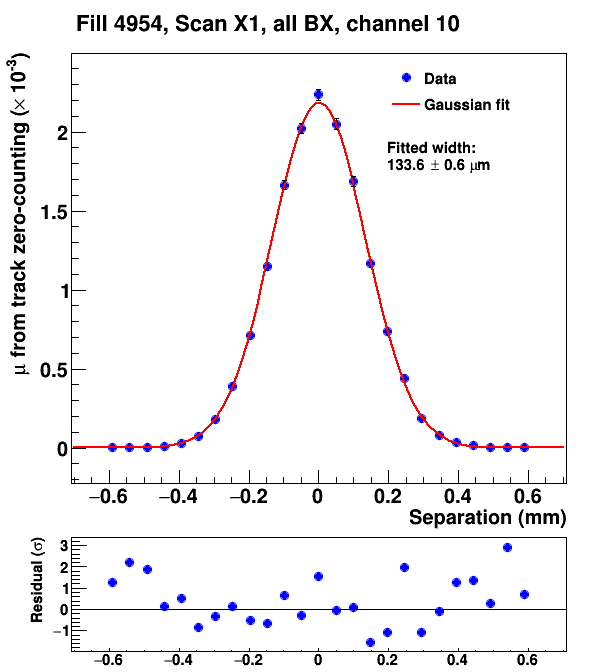 Fill 4954, Scan X1, all BX, channel 10
μ from track zero-counting (× 10⁻³)
Data
Gaussian fit
Fitted width:
133.6 ± 0.6 μm
2
1.5
1
0.5
0
−0.6 −0.4 −0.2 0 0.2 0.4 0.6
Separation (mm)
Residual (σ)
3
2
1
0
−1
−0.6 −0.4 −0.2 0 0.2 0.4 0.6